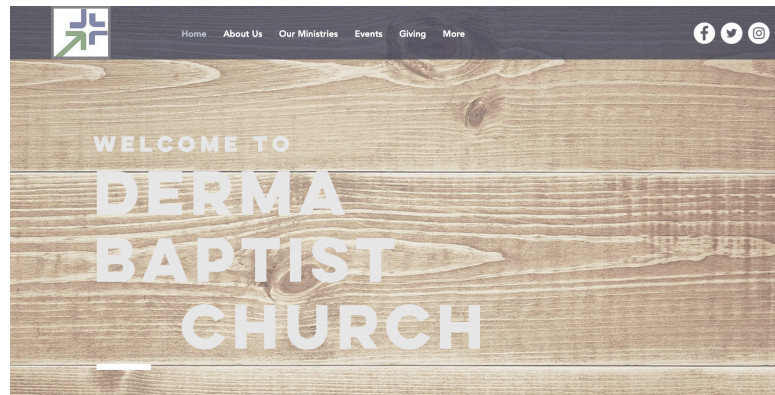 Home About Us Our Ministries Events Giving More
WELCOME TO
DERMA
BAPTIST
CHURCH